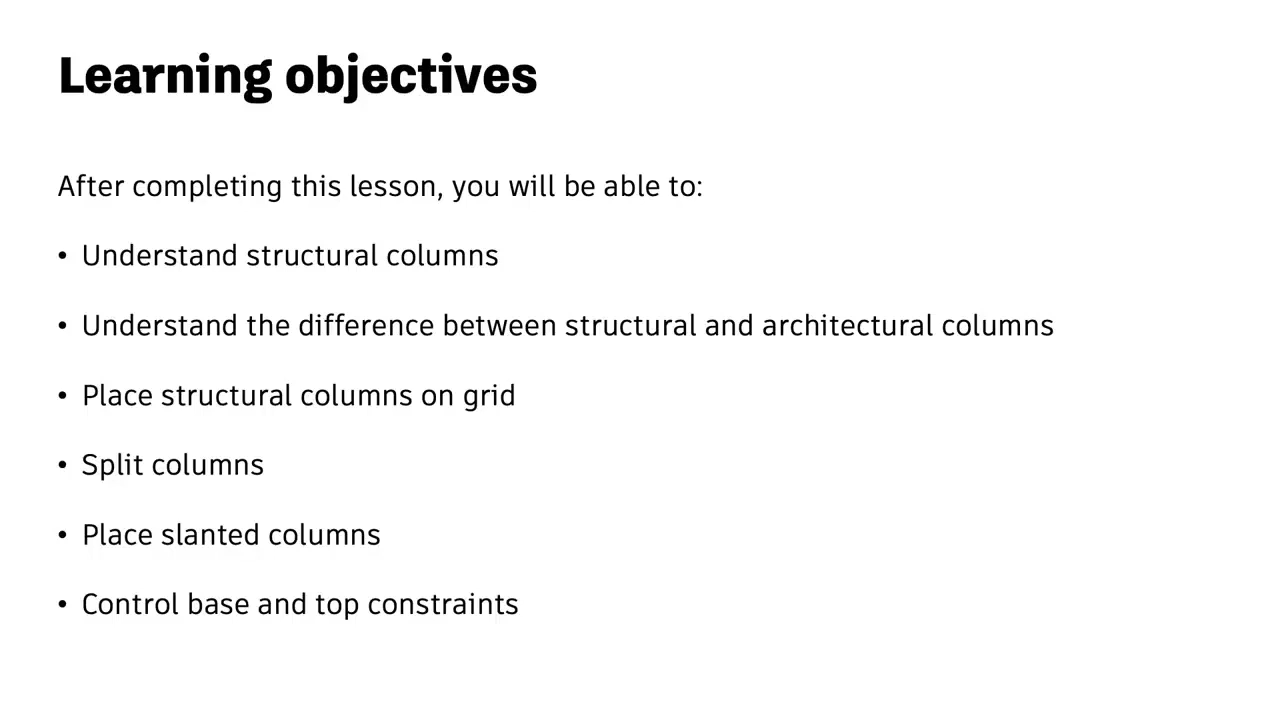 Learning objectives
After completing this lesson, you will be able to:
• Understand structural columns
• Understand the difference between structural and architectural columns
• Place structural columns on grid
• Split columns
• Place slanted columns
• Control base and top constraints